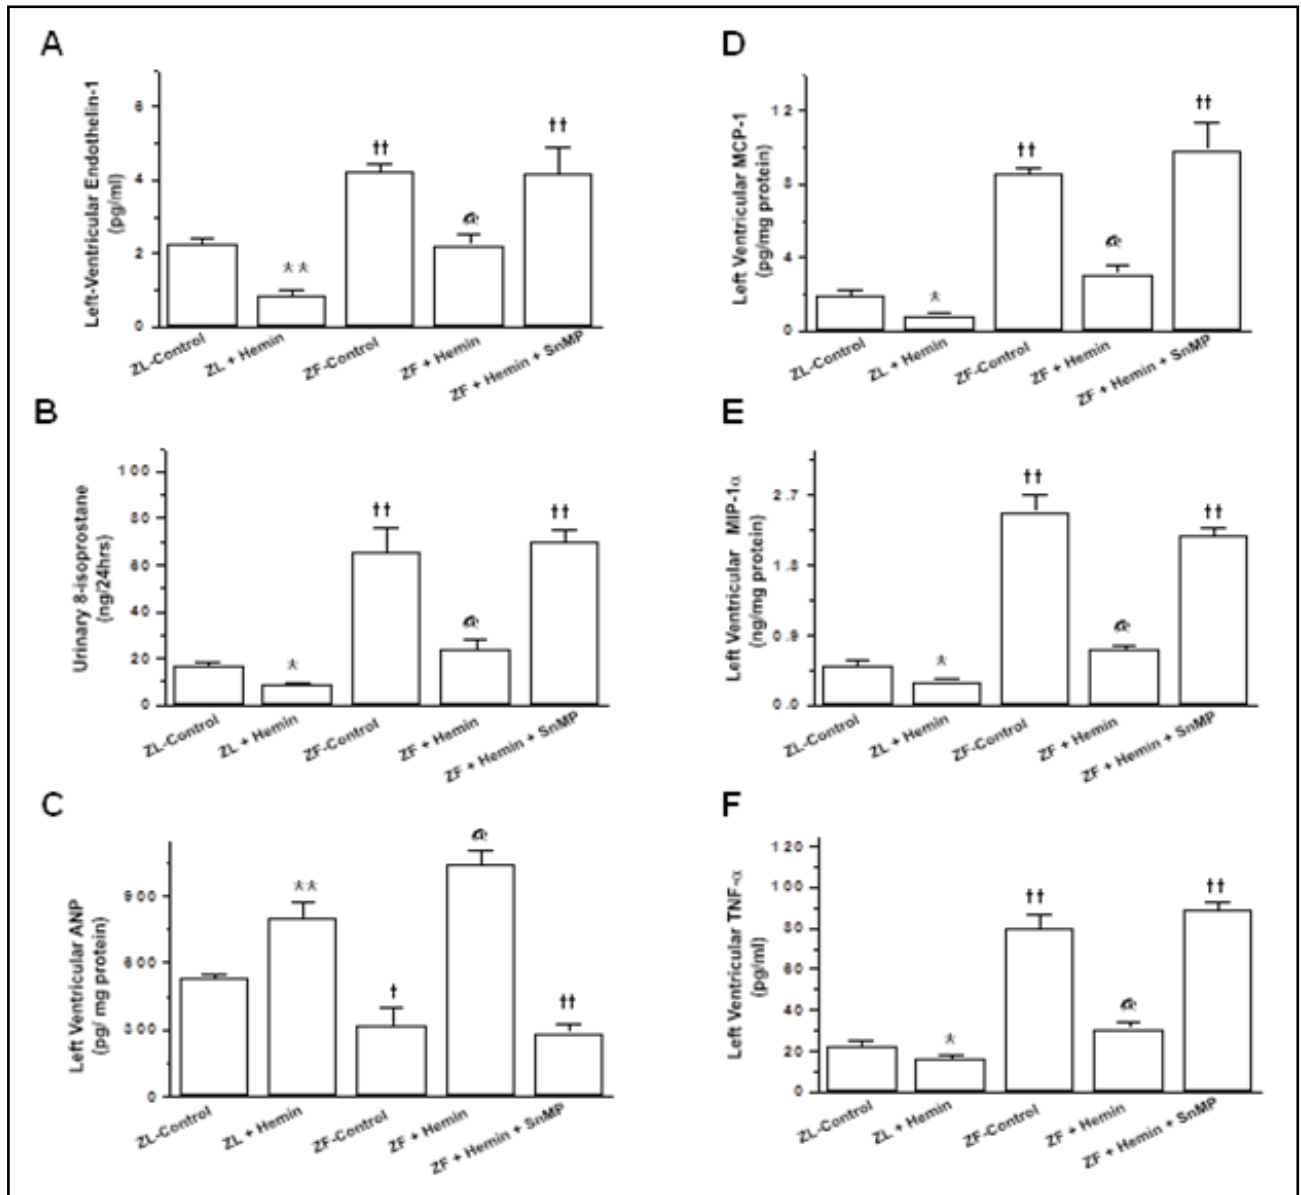 A
Left-Ventricular Endothelin-1
(pg/ml)
6
4
2
0
††
††
@
**
ZL-Control
ZL + Hemin
ZF-Control
ZF + Hemin
ZF + Hemin + SnMP
B
Urinary 8-isoprostane
(ng/24hrs)
100
80
60
40
20
0
††
††
@
*
ZL-Control
ZL + Hemin
ZF-Control
ZF + Hemin
ZF + Hemin + SnMP
C
Left Ventricular ANP
(pg/ mg protein)
900
600
300
0
@
**
†
††
ZL-Control
ZL + Hemin
ZF-Control
ZF + Hemin
ZF + Hemin + SnMP
D
Left Ventricular MCP-1
(pg/mg protein)
12
8
4
0
††
††
@
*
ZL-Control
ZL + Hemin
ZF-Control
ZF + Hemin
ZF + Hemin + SnMP
E
Left Ventricular MIP-1α
(ng/mg protein)
2.7
1.8
0.9
0.0
††
††
@
*
ZL-Control
ZL + Hemin
ZF-Control
ZF + Hemin
ZF + Hemin + SnMP
F
Left Ventricular TNF-α
(pg/ml)
120
100
80
60
40
20
0
††
††
@
*
ZL-Control
ZL + Hemin
ZF-Control
ZF + Hemin
ZF + Hemin + SnMP